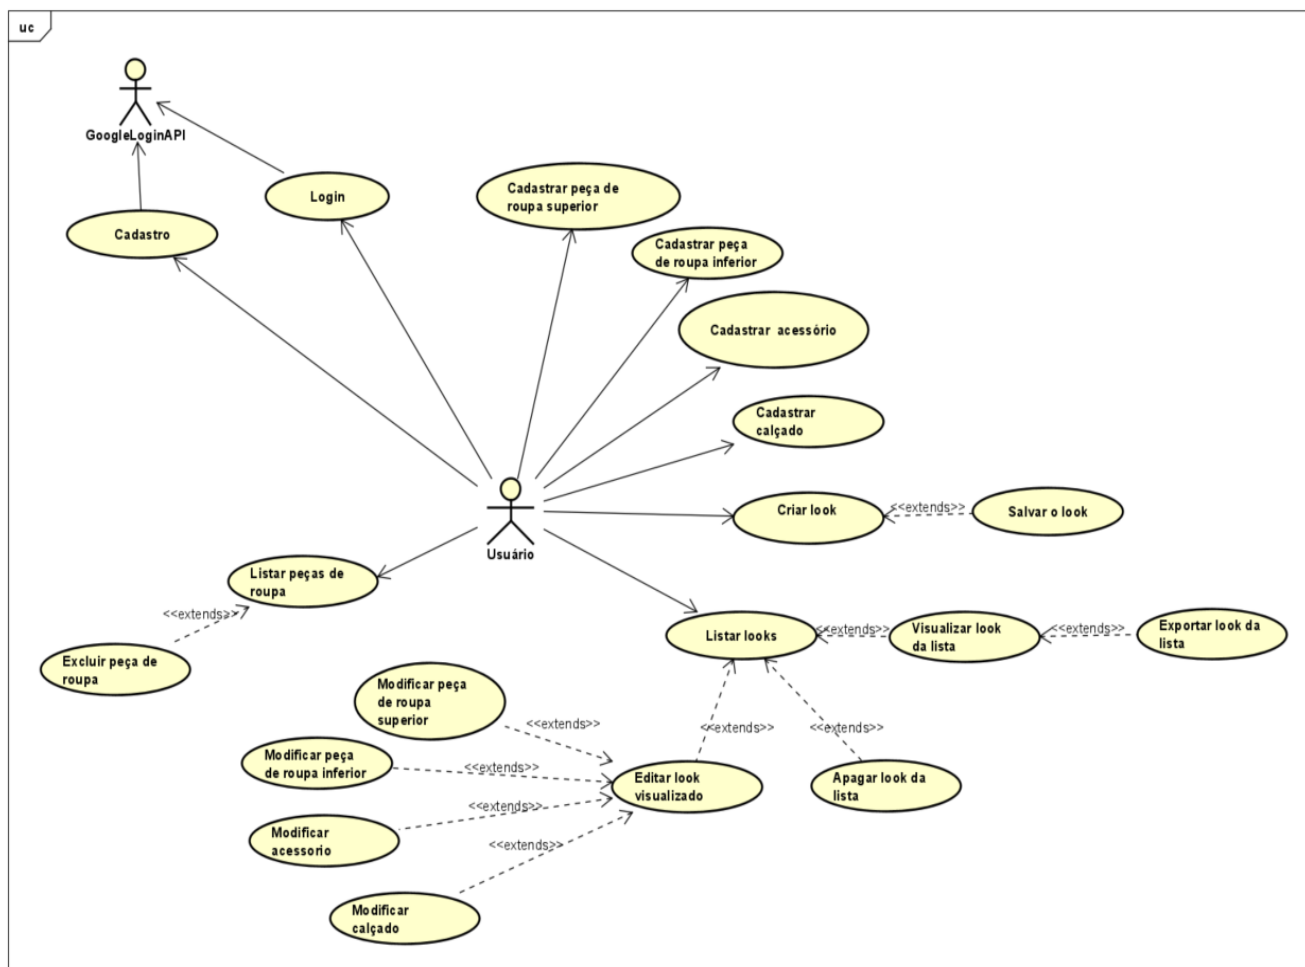 uc
GoogleLoginAPI
Login
Cadastro
Cadastrar peça de
roupa superior
Cadastrar peça
de roupa inferior
Cadastrar  acessório
Cadastrar
calçado
Criar look
<<extends>>
Salvar o look
Usuário
Listar peças de
roupa
<<extends>>
Excluir peça de
roupa
Listar looks
<<extends>>
Visualizar look
da lista
<<extends>>
Exportar look da
lista
Modificar peça
de roupa
superior
<<extends>>
<<extends>>
<<extends>>
Modificar peça
de roupa inferior
<<extends>>
Editar look
visualizado
Apagar look da
lista
Modificar
acessorio
<<extends>>
<<extends>>
Modificar
calçado